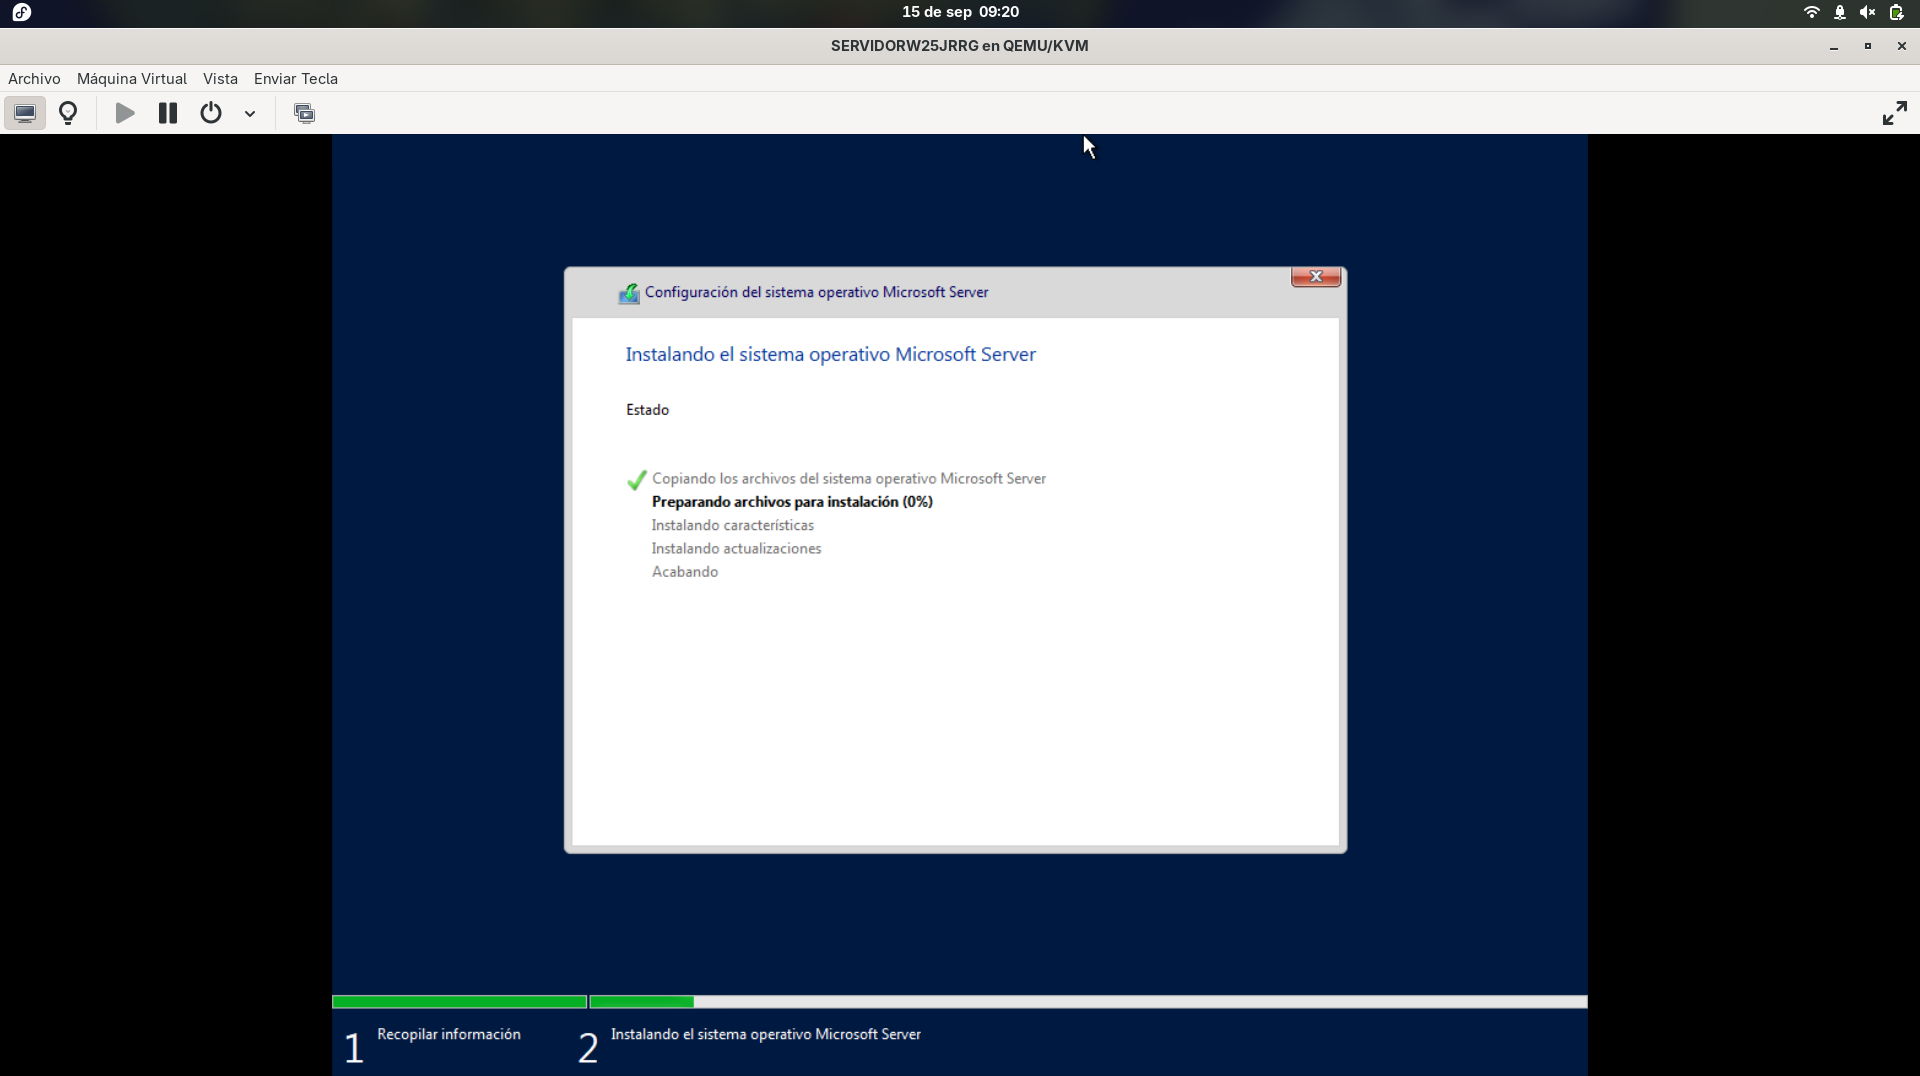 15 de sep 09:20
SERVIDORW25JRRG en QEMU/KVM
Archivo Máquina Virtual Vista Enviar Tecla
Configuración del sistema operativo Microsoft Server
Instalando el sistema operativo Microsoft Server
Estado
Copiando los archivos del sistema operativo Microsoft Server
Preparando archivos para instalación (0%)
Instalando características
Instalando actualizaciones
Acabando
1 Recopilar información 2 Instalando el sistema operativo Microsoft Server